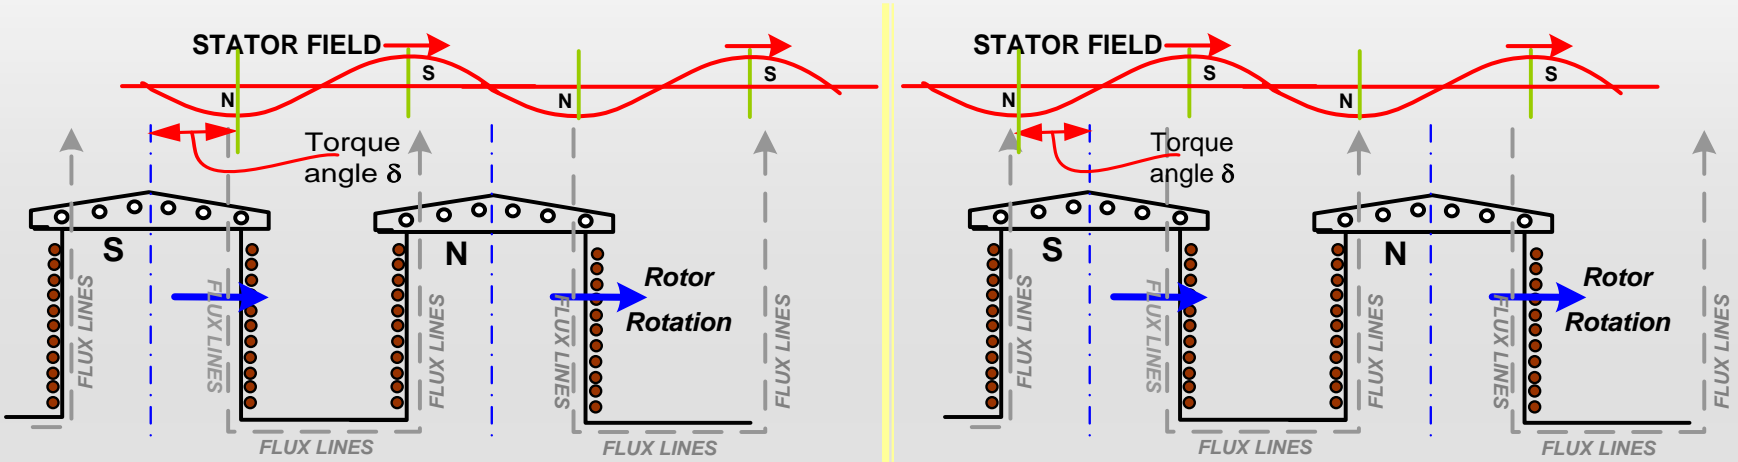 STATOR FIELD
S
S
N
N
Torque
angle δ
S
N
FLUX LINES
FLUX LINES
FLUX LINES
FLUX LINES
FLUX LINES
Rotor
Rotation
FLUX LINES
FLUX LINES
STATOR FIELD
S
S
N
N
Torque
angle δ
S
N
FLUX LINES
FLUX LINES
FLUX LINES
FLUX LINES
FLUX LINES
Rotor
Rotation
FLUX LINES
FLUX LINES